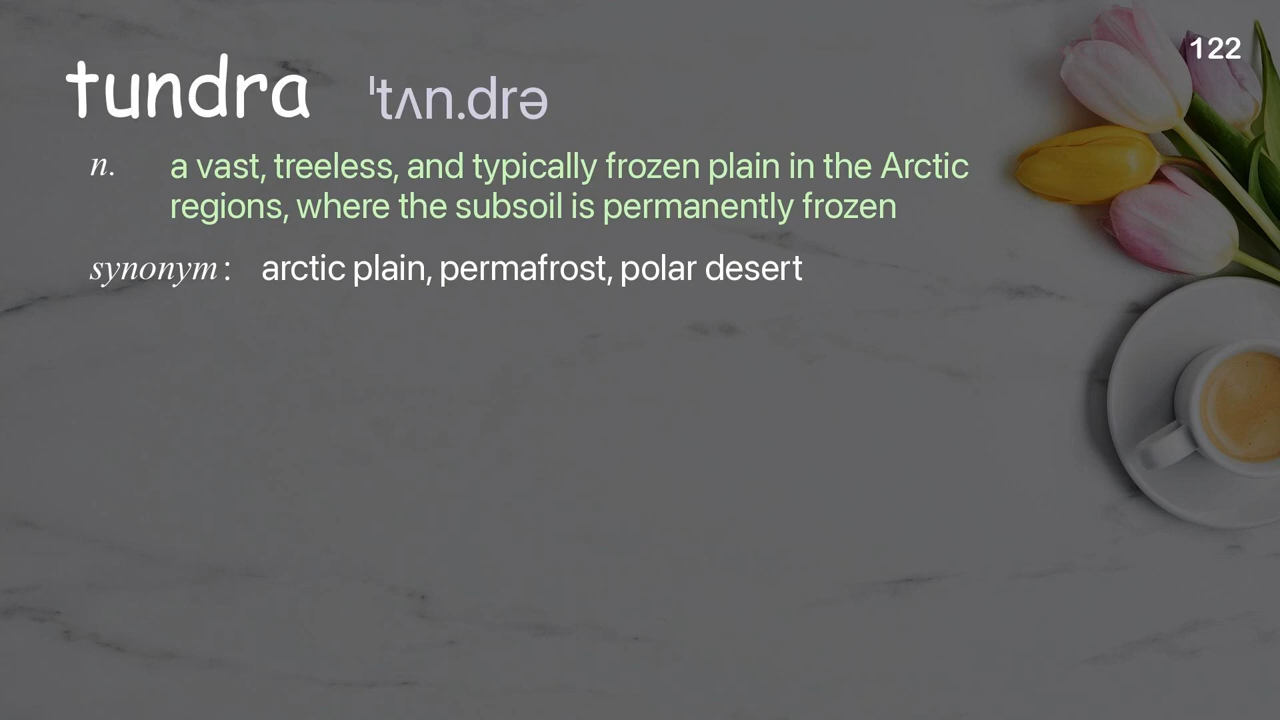 122
tundra ˈtʌn.drə
n. a vast, treeless, and typically frozen plain in the Arctic
regions, where the subsoil is permanently frozen
synonym: arctic plain, permafrost, polar desert